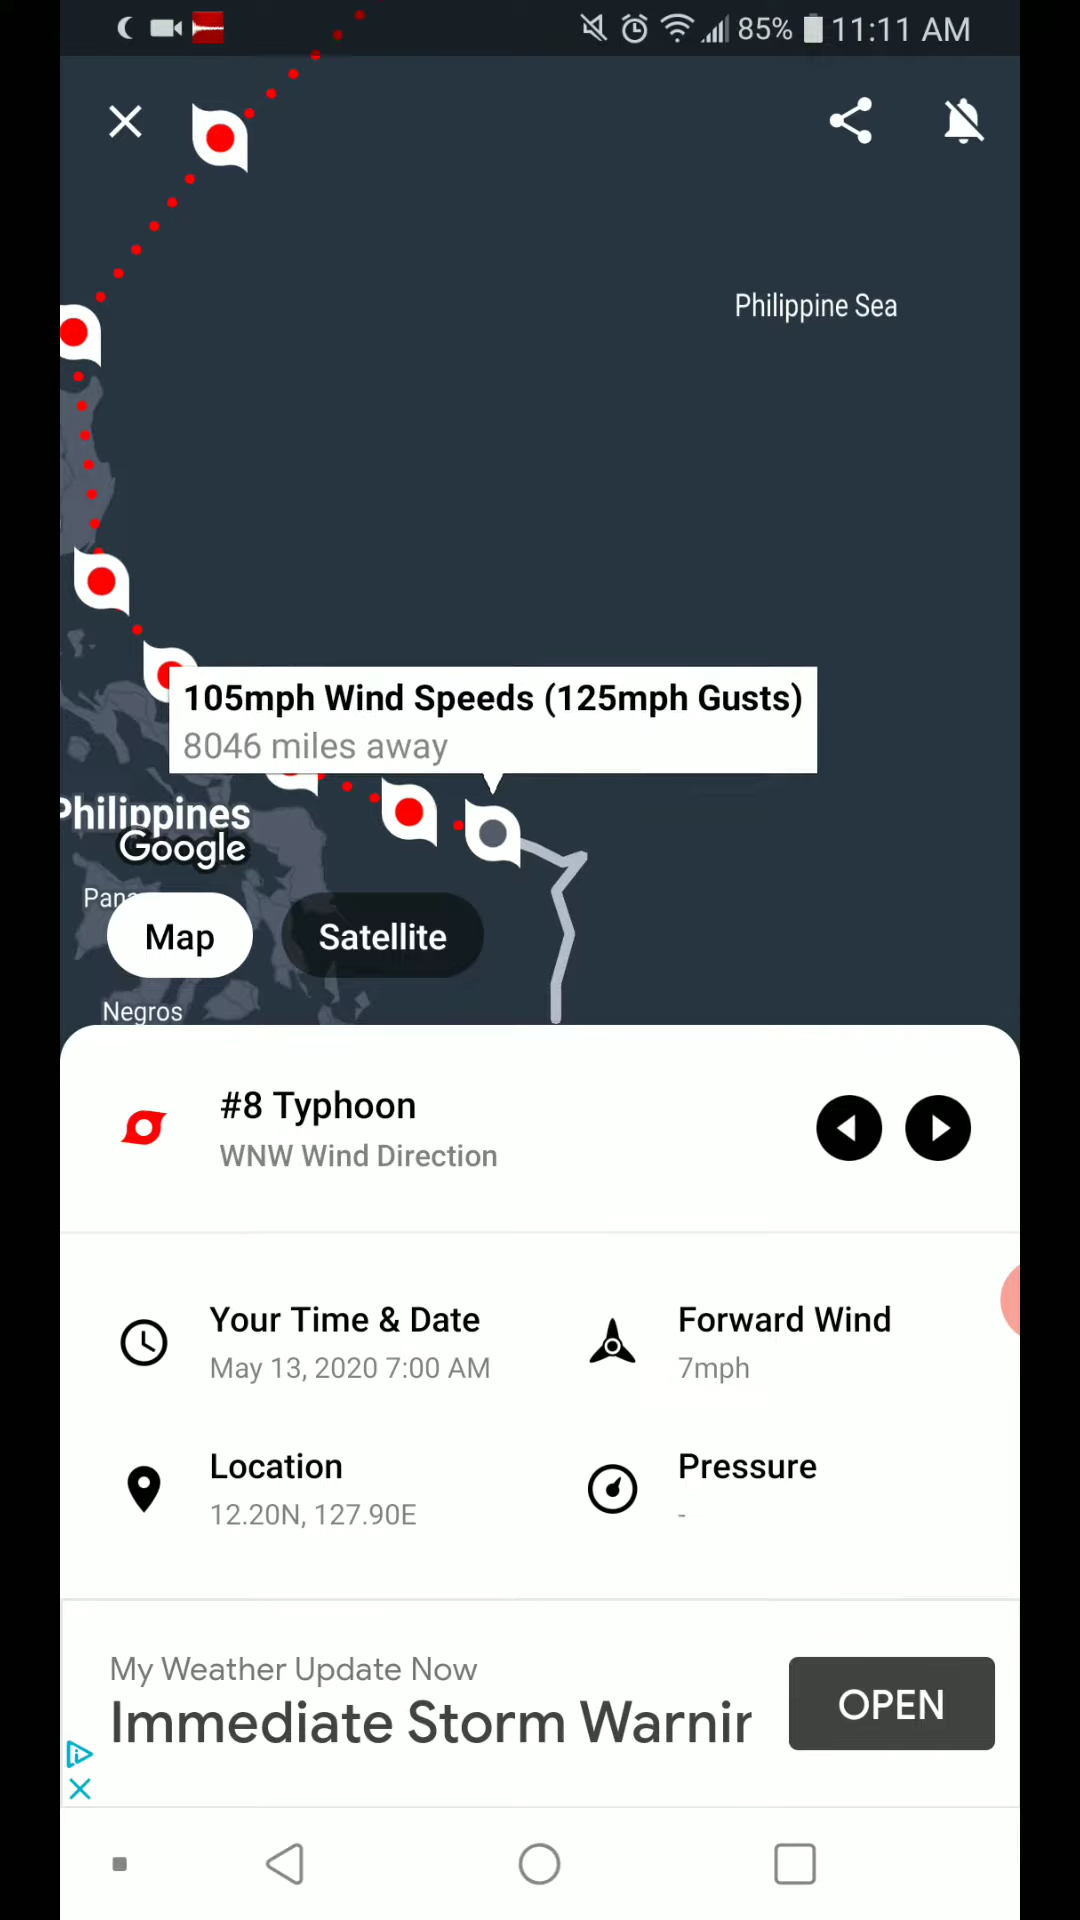 85% 11:11 AM
Philippine Sea
105mph Wind Speeds (125mph Gusts)
8046 miles away
Philippines
Google
Map
Satellite
Negros
#8 Typhoon
WNW Wind Direction
Your Time & Date
May 13, 2020 7:00 AM
Forward Wind
7mph
Location
12.20N, 127.90E
Pressure
-
My Weather Update Now
Immediate Storm Warnin
OPEN